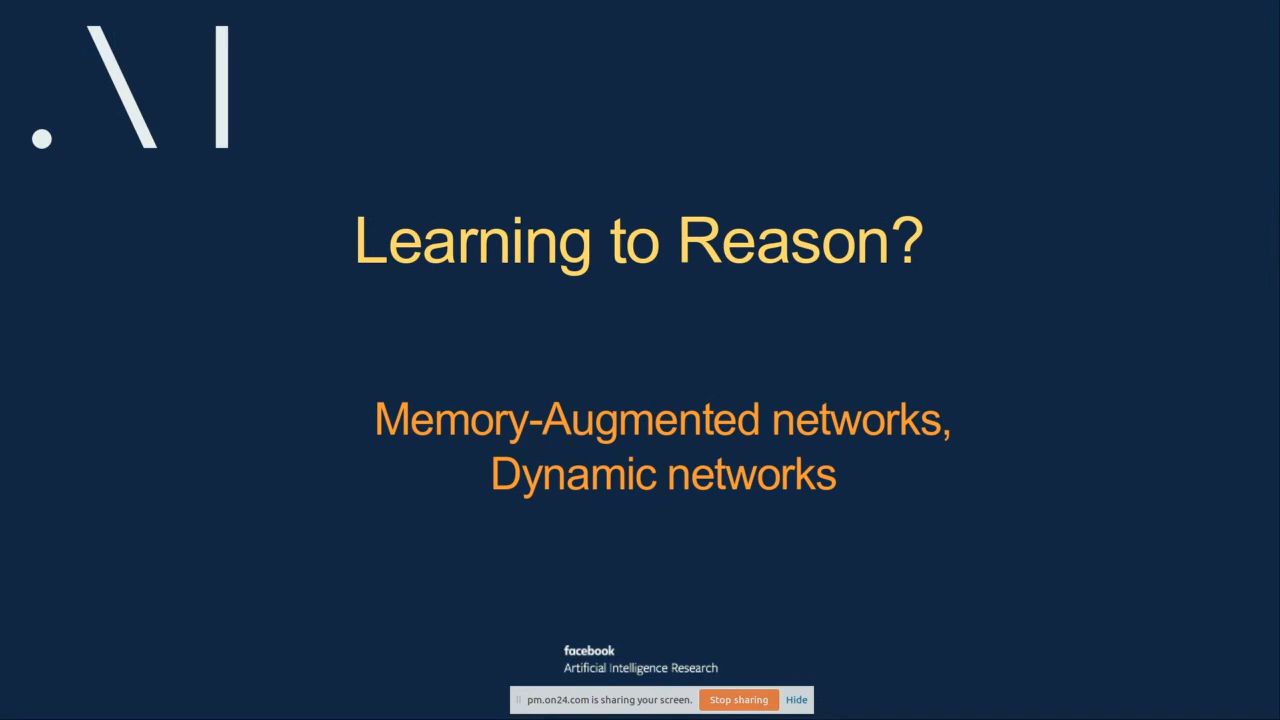 Learning to Reason?
Memory-Augmented networks,
Dynamic networks
facebook
Artificial Intelligence Research
pm.on24.com is sharing your screen. Stop sharing Hide